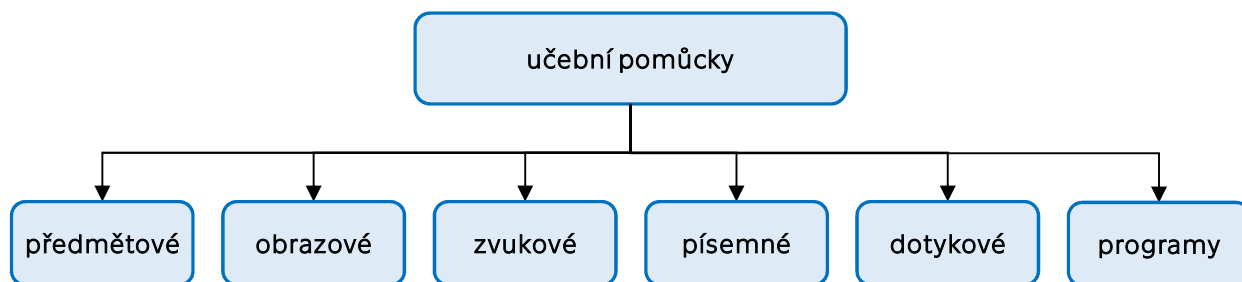 učební pomůcky
předmětové
obrazové
zvukové
písemné
dotykové
programy